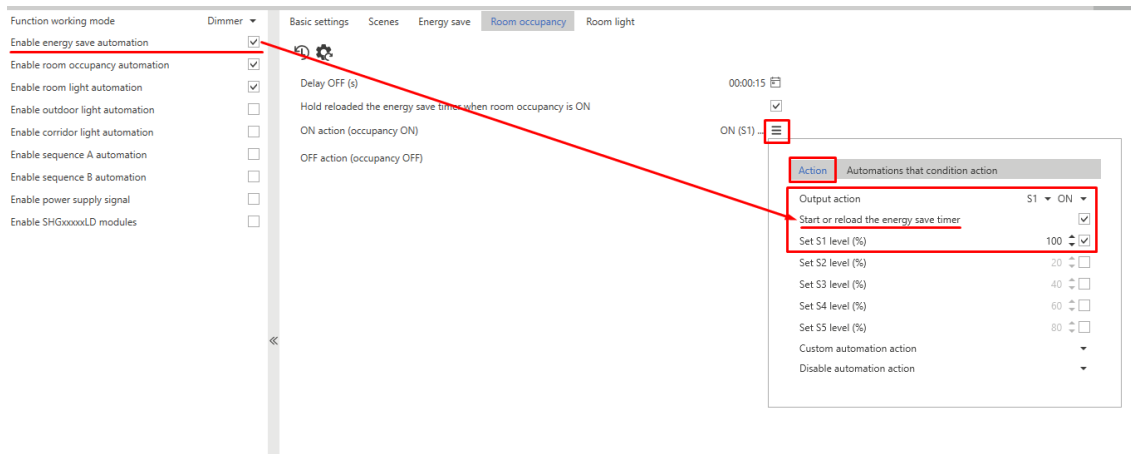 Function working mode Dimmer
Enable energy save automation
Enable room occupancy automation
Enable room light automation
Enable outdoor light automation
Enable corridor light automation
Enable sequence A automation
Enable sequence B automation
Enable power supply signal
Enable SHGxxxxxLD modules
Basic settings Scenes Energy save Room occupancy Room light
Delay OFF (s) 00:00:15
Hold reloaded the energy save timer when room occupancy is ON
ON action (occupancy ON) ON (S1) ...
OFF action (occupancy OFF)
Action Automations that condition action
Output action S1 ON
Start or reload the energy save timer
Set S1 level (%) 100
Set S2 level (%) 20
Set S3 level (%) 40
Set S4 level (%) 60
Set S5 level (%) 80
Custom automation action
Disable automation action